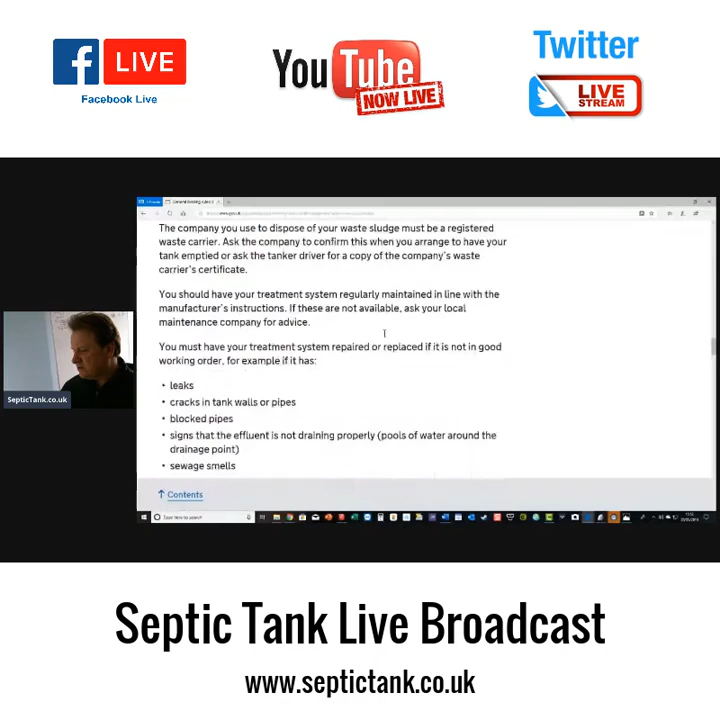 f LIVE
Facebook Live
YouTube
NOW LIVE
Twitter
LIVE
STREAM
The company you use to dispose of your waste sludge must be a registered
waste carrier. Ask the company to confirm this when you arrange to have your
tank emptied or ask the tanker driver for a copy of the company's waste
carrier's certificate.
You should have your treatment system regularly maintained in line with the
manufacturer's instructions. If these are not available, ask your local
maintenance company for advice.
You must have your treatment system repaired or replaced if it is not in good
working order, for example if it has:
• leaks
• cracks in tank walls or pipes
• blocked pipes
• signs that the effluent is not draining properly (pools of water around the
drainage point)
• sewage smells
↑ Contents
SepticTank.co.uk
Type here to search
Septic Tank Live Broadcast
www.septictank.co.uk